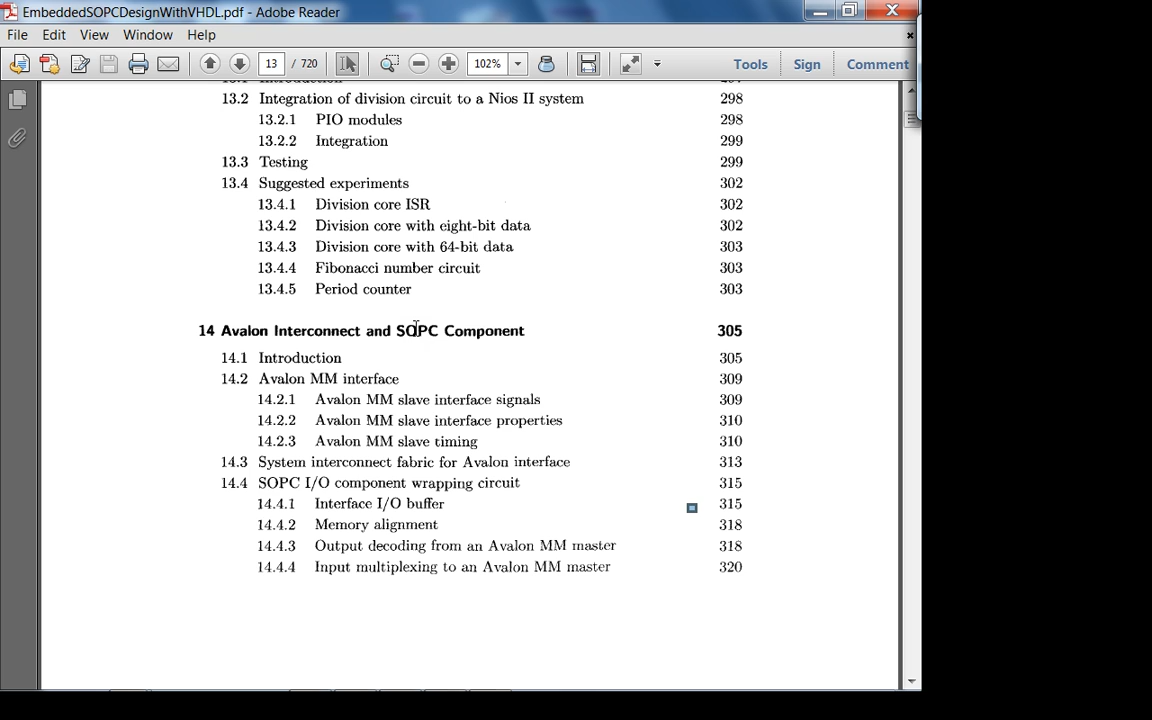 EmbeddedSOPCDesignWithVHDL.pdf - Adobe Reader
File Edit View Window Help
13 / 720 102% Tools Sign Comment
13.2 Integration of division circuit to a Nios II system 298
13.2.1 PIO modules 298
13.2.2 Integration 299
13.3 Testing 299
13.4 Suggested experiments 302
13.4.1 Division core ISR 302
13.4.2 Division core with eight-bit data 302
13.4.3 Division core with 64-bit data 303
13.4.4 Fibonacci number circuit 303
13.4.5 Period counter 303
14 Avalon Interconnect and SOPC Component 305
14.1 Introduction 305
14.2 Avalon MM interface 309
14.2.1 Avalon MM slave interface signals 309
14.2.2 Avalon MM slave interface properties 310
14.2.3 Avalon MM slave timing 310
14.3 System interconnect fabric for Avalon interface 313
14.4 SOPC I/O component wrapping circuit 315
14.4.1 Interface I/O buffer 315
14.4.2 Memory alignment 318
14.4.3 Output decoding from an Avalon MM master 318
14.4.4 Input multiplexing to an Avalon MM master 320